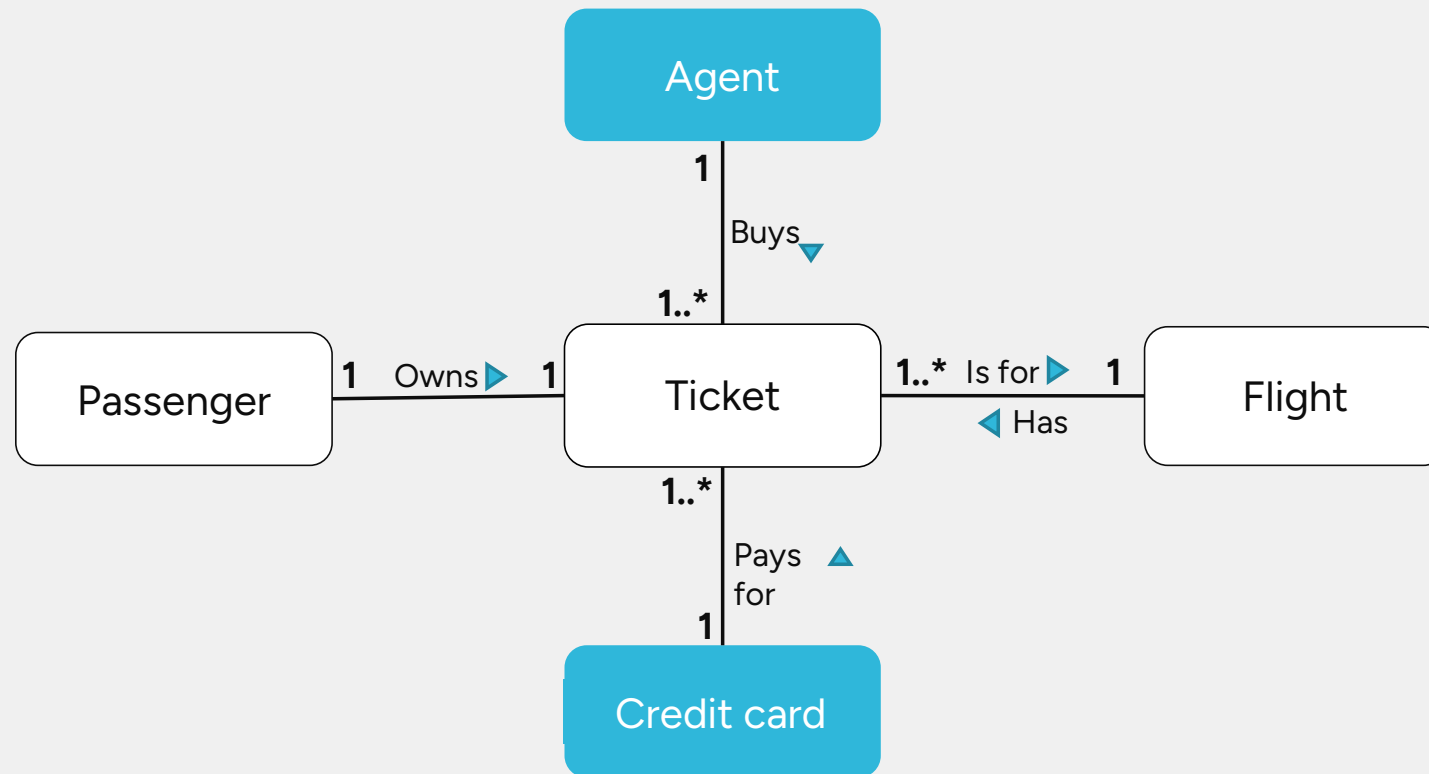 Agent
1
Buys
1..*
Passenger
1 Owns 1
Ticket
1..* Is for 1
Has
Flight
1..*
Pays
for
1
Credit card